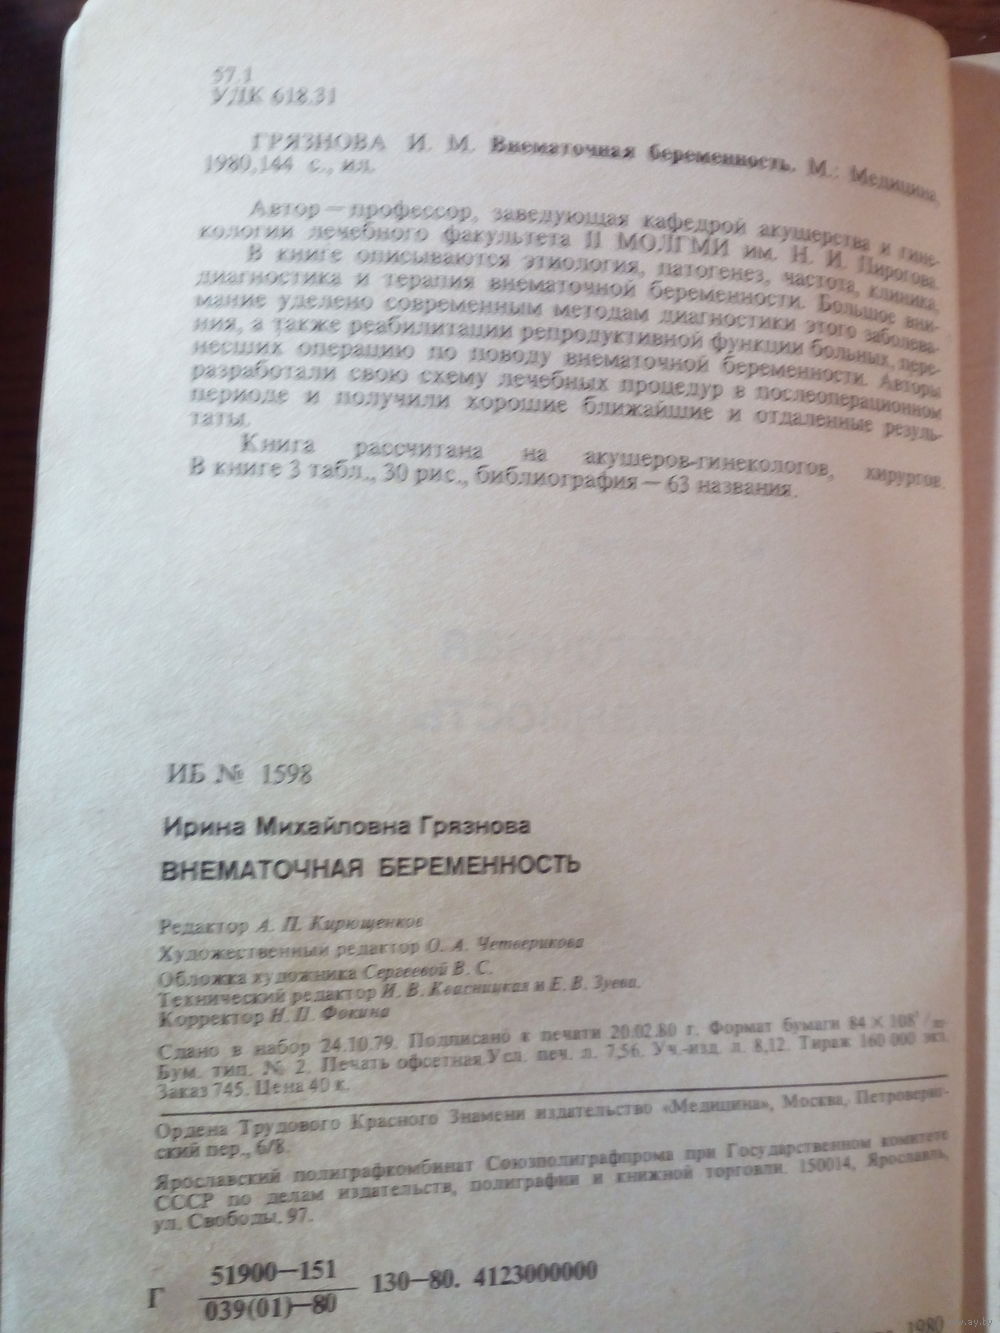 57.1
УДК 618.31
ГРЯЗНОВА И. М. Внематочная беременность. М.: Медицина,
1980, 144 с., ил.
Автор — профессор, заведующая кафедрой акушерства и гине-
кологии лечебного факультета II МОЛГМИ им. Н. И. Пирогова.
В книге описываются этиология, патогенез, частота, клиника,
диагностика и терапия внематочной беременности. Большое вни-
мание уделено современным методам диагностики этого заболева-
ния, а также реабилитации репродуктивной функции больных, пере-
несших операцию по поводу внематочной беременности. Авторы
разработали свою схему лечебных процедур в послеоперационном
периоде и получили хорошие ближайшие и отдаленные резуль-
таты.
Книга рассчитана на акушеров-гинекологов, хирургов.
В книге 3 табл., 30 рис., библиография — 63 названия.
ИБ № 1598
Ирина Михайловна Грязнова
ВНЕМАТОЧНАЯ БЕРЕМЕННОСТЬ
Редактор А. П. Кирющенков
Художественный редактор О. А. Четверикова
Обложка художника Сергеевой В. С.
Технический редактор И. В. Квасницкая и Е. В. Зуева.
Корректор Н. П. Фокина
Сдано в набор 24.10.79. Подписано к печати 20.02.80 г. Формат бумаги 84 × 108¹/₃₂.
Бум. тип. № 2. Печать офсетная. Усл. печ. л. 7,56. Уч.-изд. л. 8,12. Тираж 160 000 экз.
Заказ 745. Цена 40 к.
Ордена Трудового Красного Знамени издательство «Медицина», Москва, Петровериг-
ский пер., 6/8.
Ярославский полиграфкомбинат Союзполиграфпрома при Государственном комитете
СССР по делам издательств, полиграфии и книжной торговли. 150014, Ярославль,
ул. Свободы, 97.
Г 51900—151
039(01)—80 130—80. 4123000000
1980
ay.by